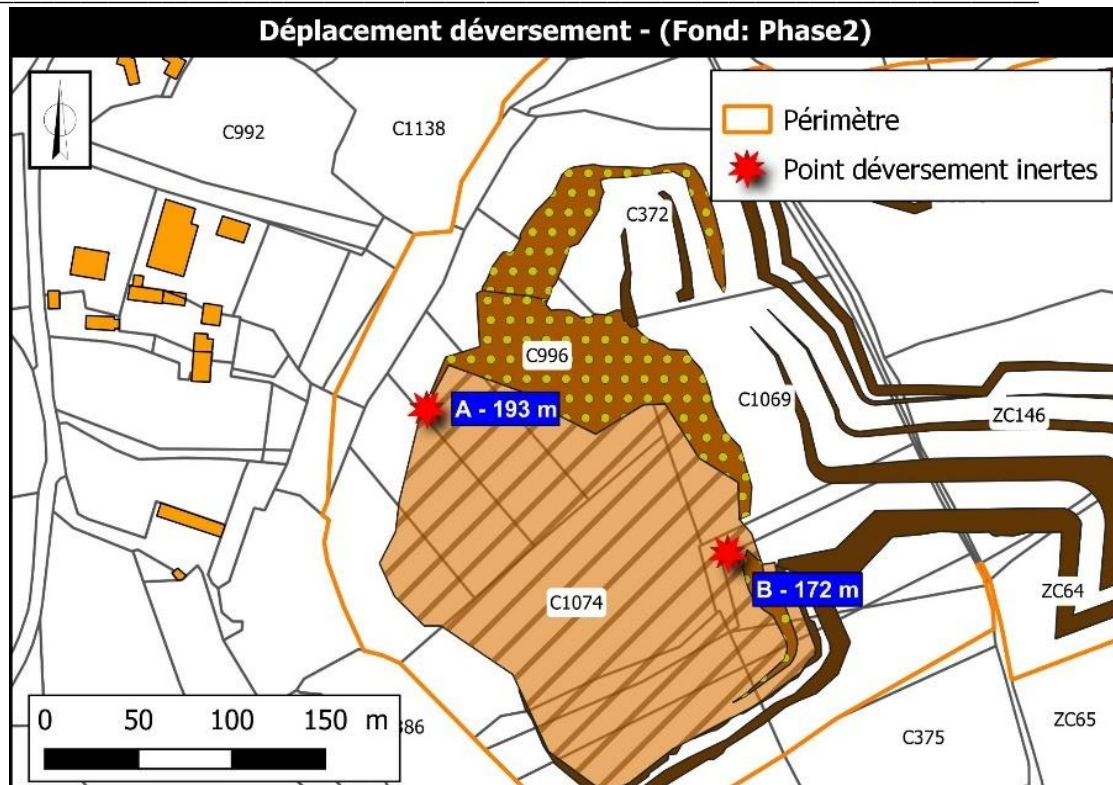 Déplacement déversement - (Fond: Phase2)
Périmètre
Point déversement inertes
C992
C1138
C372
C996
C1069
ZC146
A - 193 m
B - 172 m
C1074
ZC64
ZC65
C375
386
0 50 100 150 m